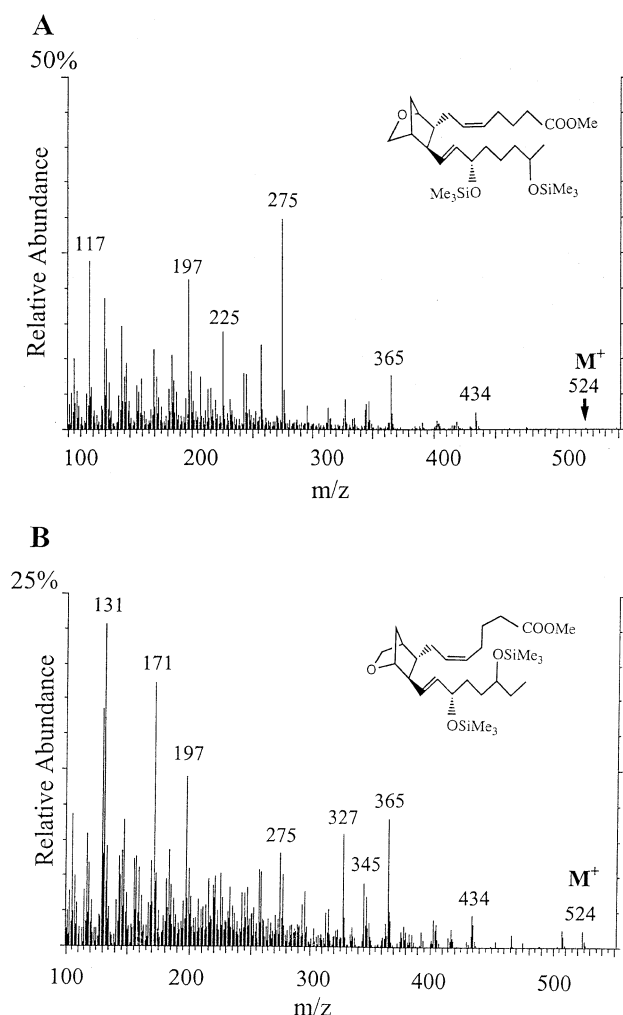 A
50%
Relative Abundance
O
COOMe
Me3SiO
OSiMe3
117
197
225
275
365
434
M+
524
100
200
300
400
500
m/z
B
25%
Relative Abundance
O
COOMe
OSiMe3
OSiMe3
131
171
197
275
327
345
365
434
M+
524
100
200
300
400
500
m/z